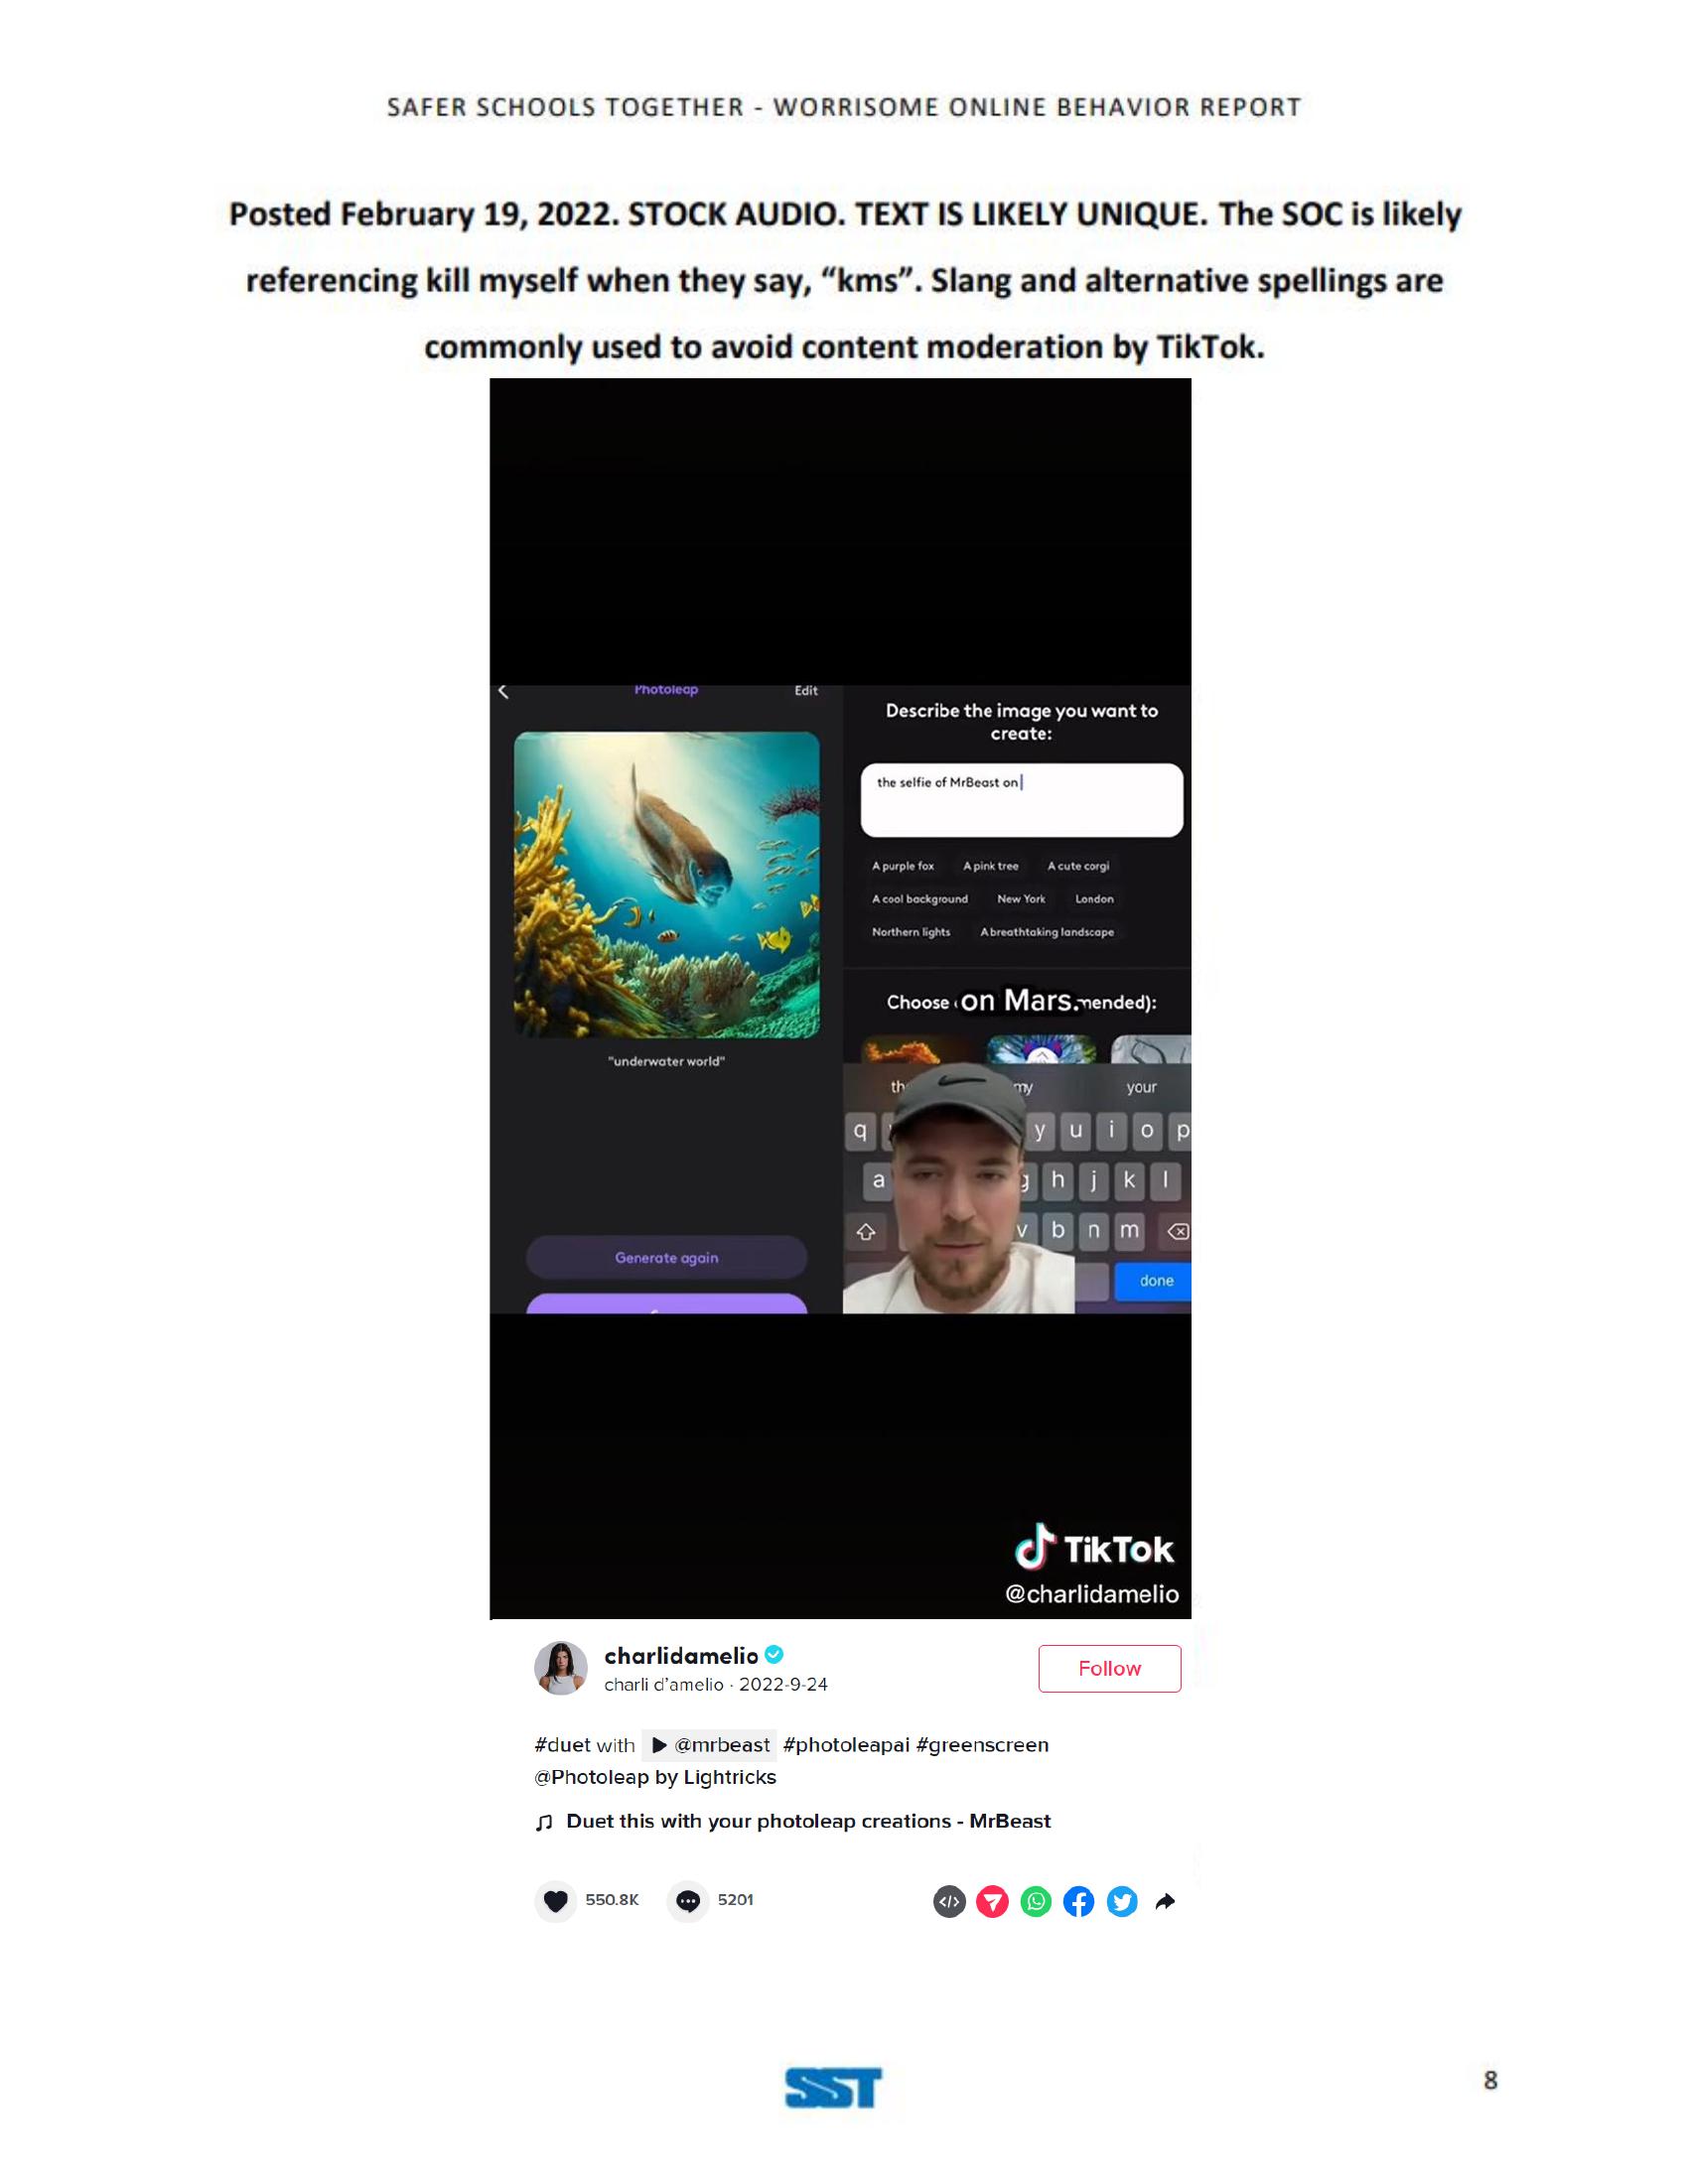 SAFER SCHOOLS TOGETHER - WORRISOME ONLINE BEHAVIOR REPORT
Posted February 19, 2022. STOCK AUDIO. TEXT IS LIKELY UNIQUE. The SOC is likely
referencing kill myself when they say, “kms”. Slang and alternative spellings are
commonly used to avoid content moderation by TikTok.
Photoleap Edit
"underwater world"
Generate again
Describe the image you want to
create:
the selfie of MrBeast on
A purple fox A pink tree A cute corgi
A cool background New York London
Northern lights A breathtaking landscape
Choose on Mars. mended):
th my your
q y u i o p
a g h j k l
v b n m
done
TikTok
@charlidamelio
charlidamelio
charli d’amelio · 2022-9-24
Follow
#duet with @mrbeast #photoleapai #greenscreen
@Photoleap by Lightricks
Duet this with your photoleap creations - MrBeast
550.8K 5201
SST
8